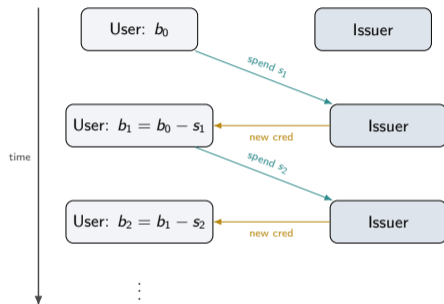 User: b₀
Issuer
spend s₁
User: b₁ = b₀ − s₁
Issuer
new cred
time
spend s₂
User: b₂ = b₁ − s₂
Issuer
new cred
⋮